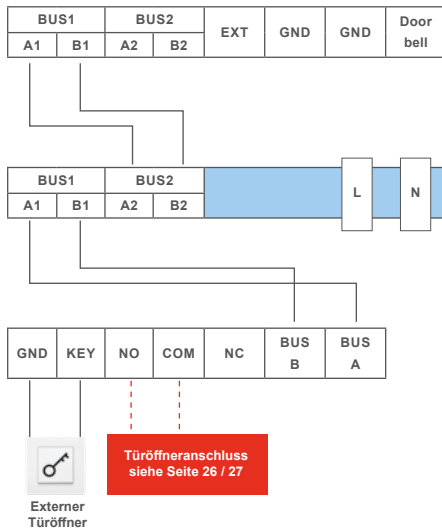 BUS1 BUS2 EXT GND GND Door bell
A1 B1 A2 B2
BUS1 BUS2 L N
A1 B1 A2 B2
GND KEY NO COM NC BUS B BUS A
Türöffneranschluss
siehe Seite 26 / 27
Externer
Türöffner